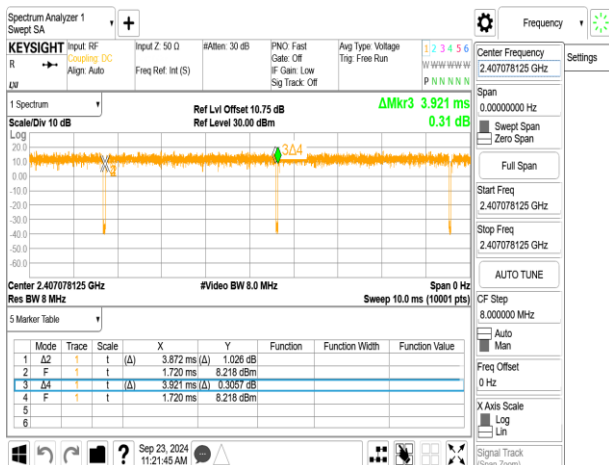 Spectrum Analyzer 1
Swept SA
▼
+
Frequency
▼
KEYSIGHT
R
Input: RF
Coupling: DC
Align: Auto
Input Z: 50 Ω
Freq Ref: Int (S)
#Atten: 30 dB
PNO: Fast
Gate: Off
IF Gain: Low
Sig Track: Off
Avg Type: Voltage
Trig: Free Run
1 2 3 4 5 6
W W W W W W
P N N N N N
1 Spectrum
▼
Scale/Div 10 dB
Ref Lvl Offset 10.75 dB
Ref Level 30.00 dBm
ΔMkr3 3.921 ms
0.31 dB
Log
20.0
10.0
0.00
-10.0
-20.0
-30.0
-40.0
-50.0
-60.0
3Δ4
Center 2.407078125 GHz
Res BW 8 MHz
#Video BW 8.0 MHz
Span 0 Hz
Sweep 10.0 ms (10001 pts)
5 Marker Table
▼
Mode Trace Scale X Y Function Function Width Function Value
1 Δ2 1 t (Δ) 3.872 ms (Δ) 1.026 dB
2 F 1 t 1.720 ms 8.218 dBm
3 Δ4 1 t (Δ) 3.921 ms (Δ) 0.3057 dB
4 F 1 t 1.720 ms 8.218 dBm
5
6
?
Sep 23, 2024
11:21:45 AM
Center Frequency
2.407078125 GHz
Span
0.00000000 Hz
Swept Span
Zero Span
Full Span
Start Freq
2.407078125 GHz
Stop Freq
2.407078125 GHz
AUTO TUNE
CF Step
8.000000 MHz
Auto
Man
Freq Offset
0 Hz
X Axis Scale
Log
Lin
Signal Track
(Span Zoom)
Settings